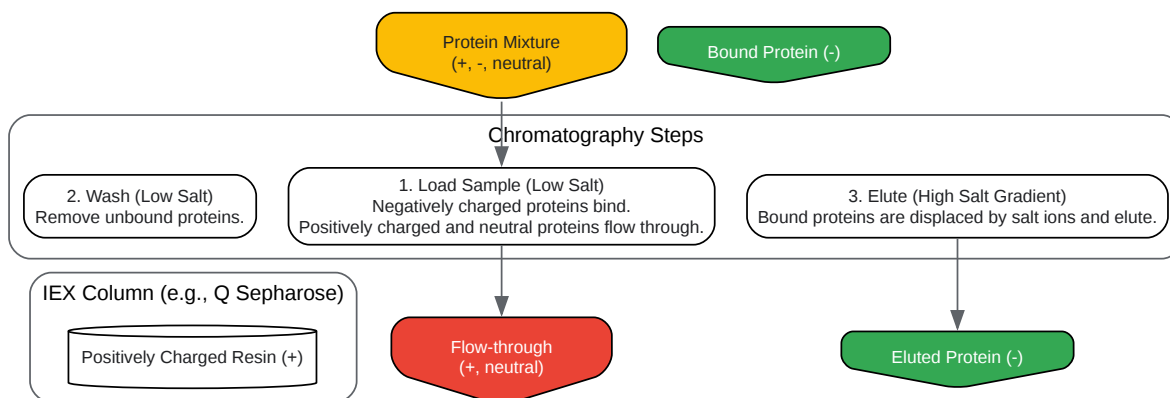 Protein Mixture
(+, -, neutral)
Bound Protein (-)
Chromatography Steps
2. Wash (Low Salt)
Remove unbound proteins.
1. Load Sample (Low Salt)
Negatively charged proteins bind.
Positively charged and neutral proteins flow through.
3. Elute (High Salt Gradient)
Bound proteins are displaced by salt ions and elute.
IEX Column (e.g., Q Sepharose)
Positively Charged Resin (+)
Flow-through
(+, neutral)
Eluted Protein (-)